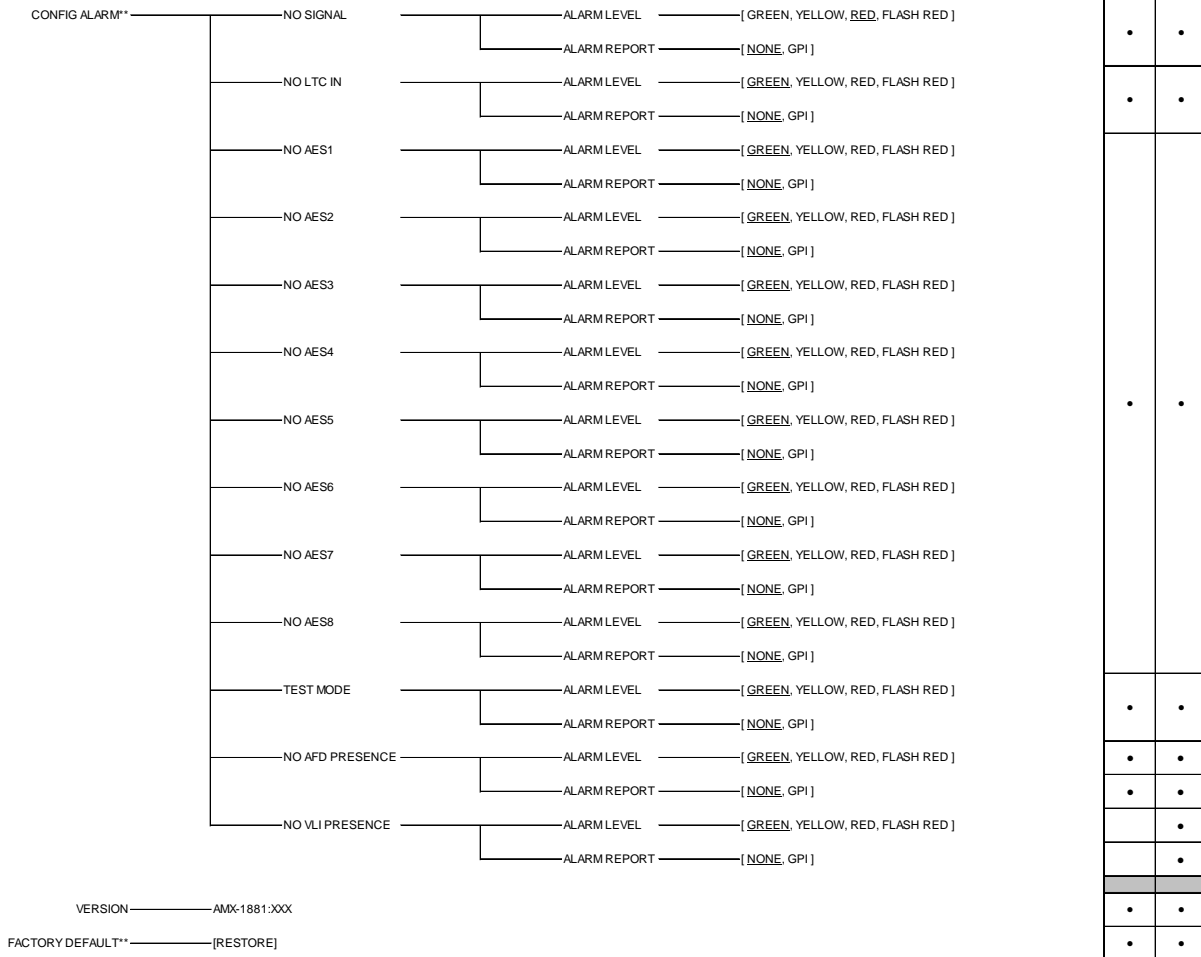 CONFIG ALARM** NO SIGNAL ALARM LEVEL [ GREEN, YELLOW, RED, FLASH RED ]
ALARM REPORT [ NONE, GPI ]
NO LTC IN ALARM LEVEL [ GREEN, YELLOW, RED, FLASH RED ]
ALARM REPORT [ NONE, GPI ]
NO AES1 ALARM LEVEL [ GREEN, YELLOW, RED, FLASH RED ]
ALARM REPORT [ NONE, GPI ]
NO AES2 ALARM LEVEL [ GREEN, YELLOW, RED, FLASH RED ]
ALARM REPORT [ NONE, GPI ]
NO AES3 ALARM LEVEL [ GREEN, YELLOW, RED, FLASH RED ]
ALARM REPORT [ NONE, GPI ]
NO AES4 ALARM LEVEL [ GREEN, YELLOW, RED, FLASH RED ]
ALARM REPORT [ NONE, GPI ]
NO AES5 ALARM LEVEL [ GREEN, YELLOW, RED, FLASH RED ]
ALARM REPORT [ NONE, GPI ]
NO AES6 ALARM LEVEL [ GREEN, YELLOW, RED, FLASH RED ]
ALARM REPORT [ NONE, GPI ]
NO AES7 ALARM LEVEL [ GREEN, YELLOW, RED, FLASH RED ]
ALARM REPORT [ NONE, GPI ]
NO AES8 ALARM LEVEL [ GREEN, YELLOW, RED, FLASH RED ]
ALARM REPORT [ NONE, GPI ]
TEST MODE ALARM LEVEL [ GREEN, YELLOW, RED, FLASH RED ]
ALARM REPORT [ NONE, GPI ]
NO AFD PRESENCE ALARM LEVEL [ GREEN, YELLOW, RED, FLASH RED ]
ALARM REPORT [ NONE, GPI ]
NO VLI PRESENCE ALARM LEVEL [ GREEN, YELLOW, RED, FLASH RED ]
ALARM REPORT [ NONE, GPI ]
VERSION AMX-1881:XXX
FACTORY DEFAULT** [RESTORE]